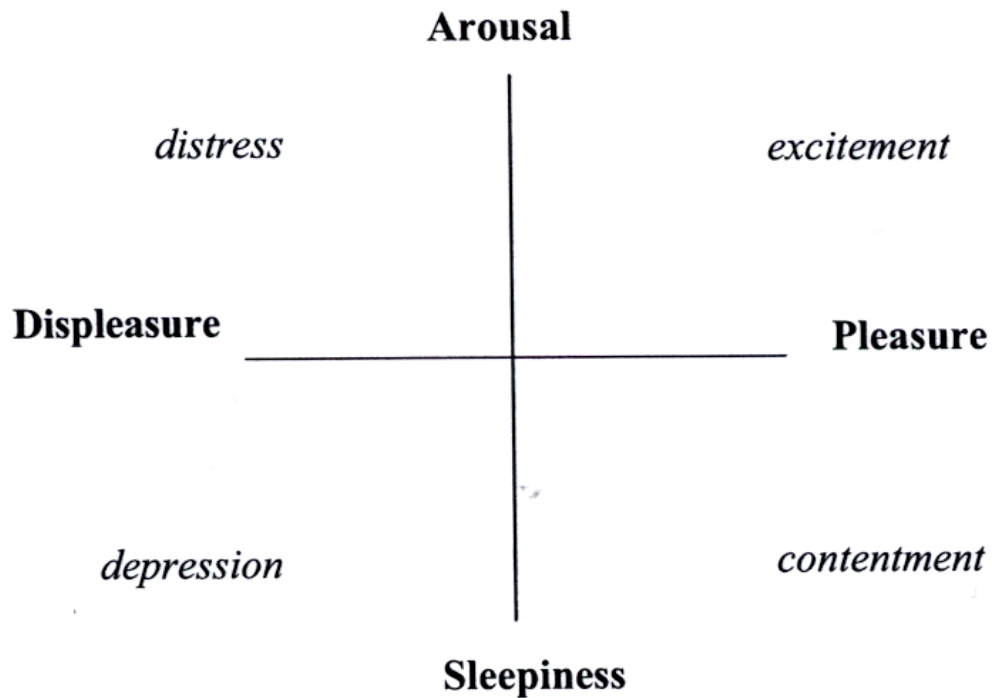 Arousal
distress
excitement
Displeasure
Pleasure
depression
contentment
Sleepiness